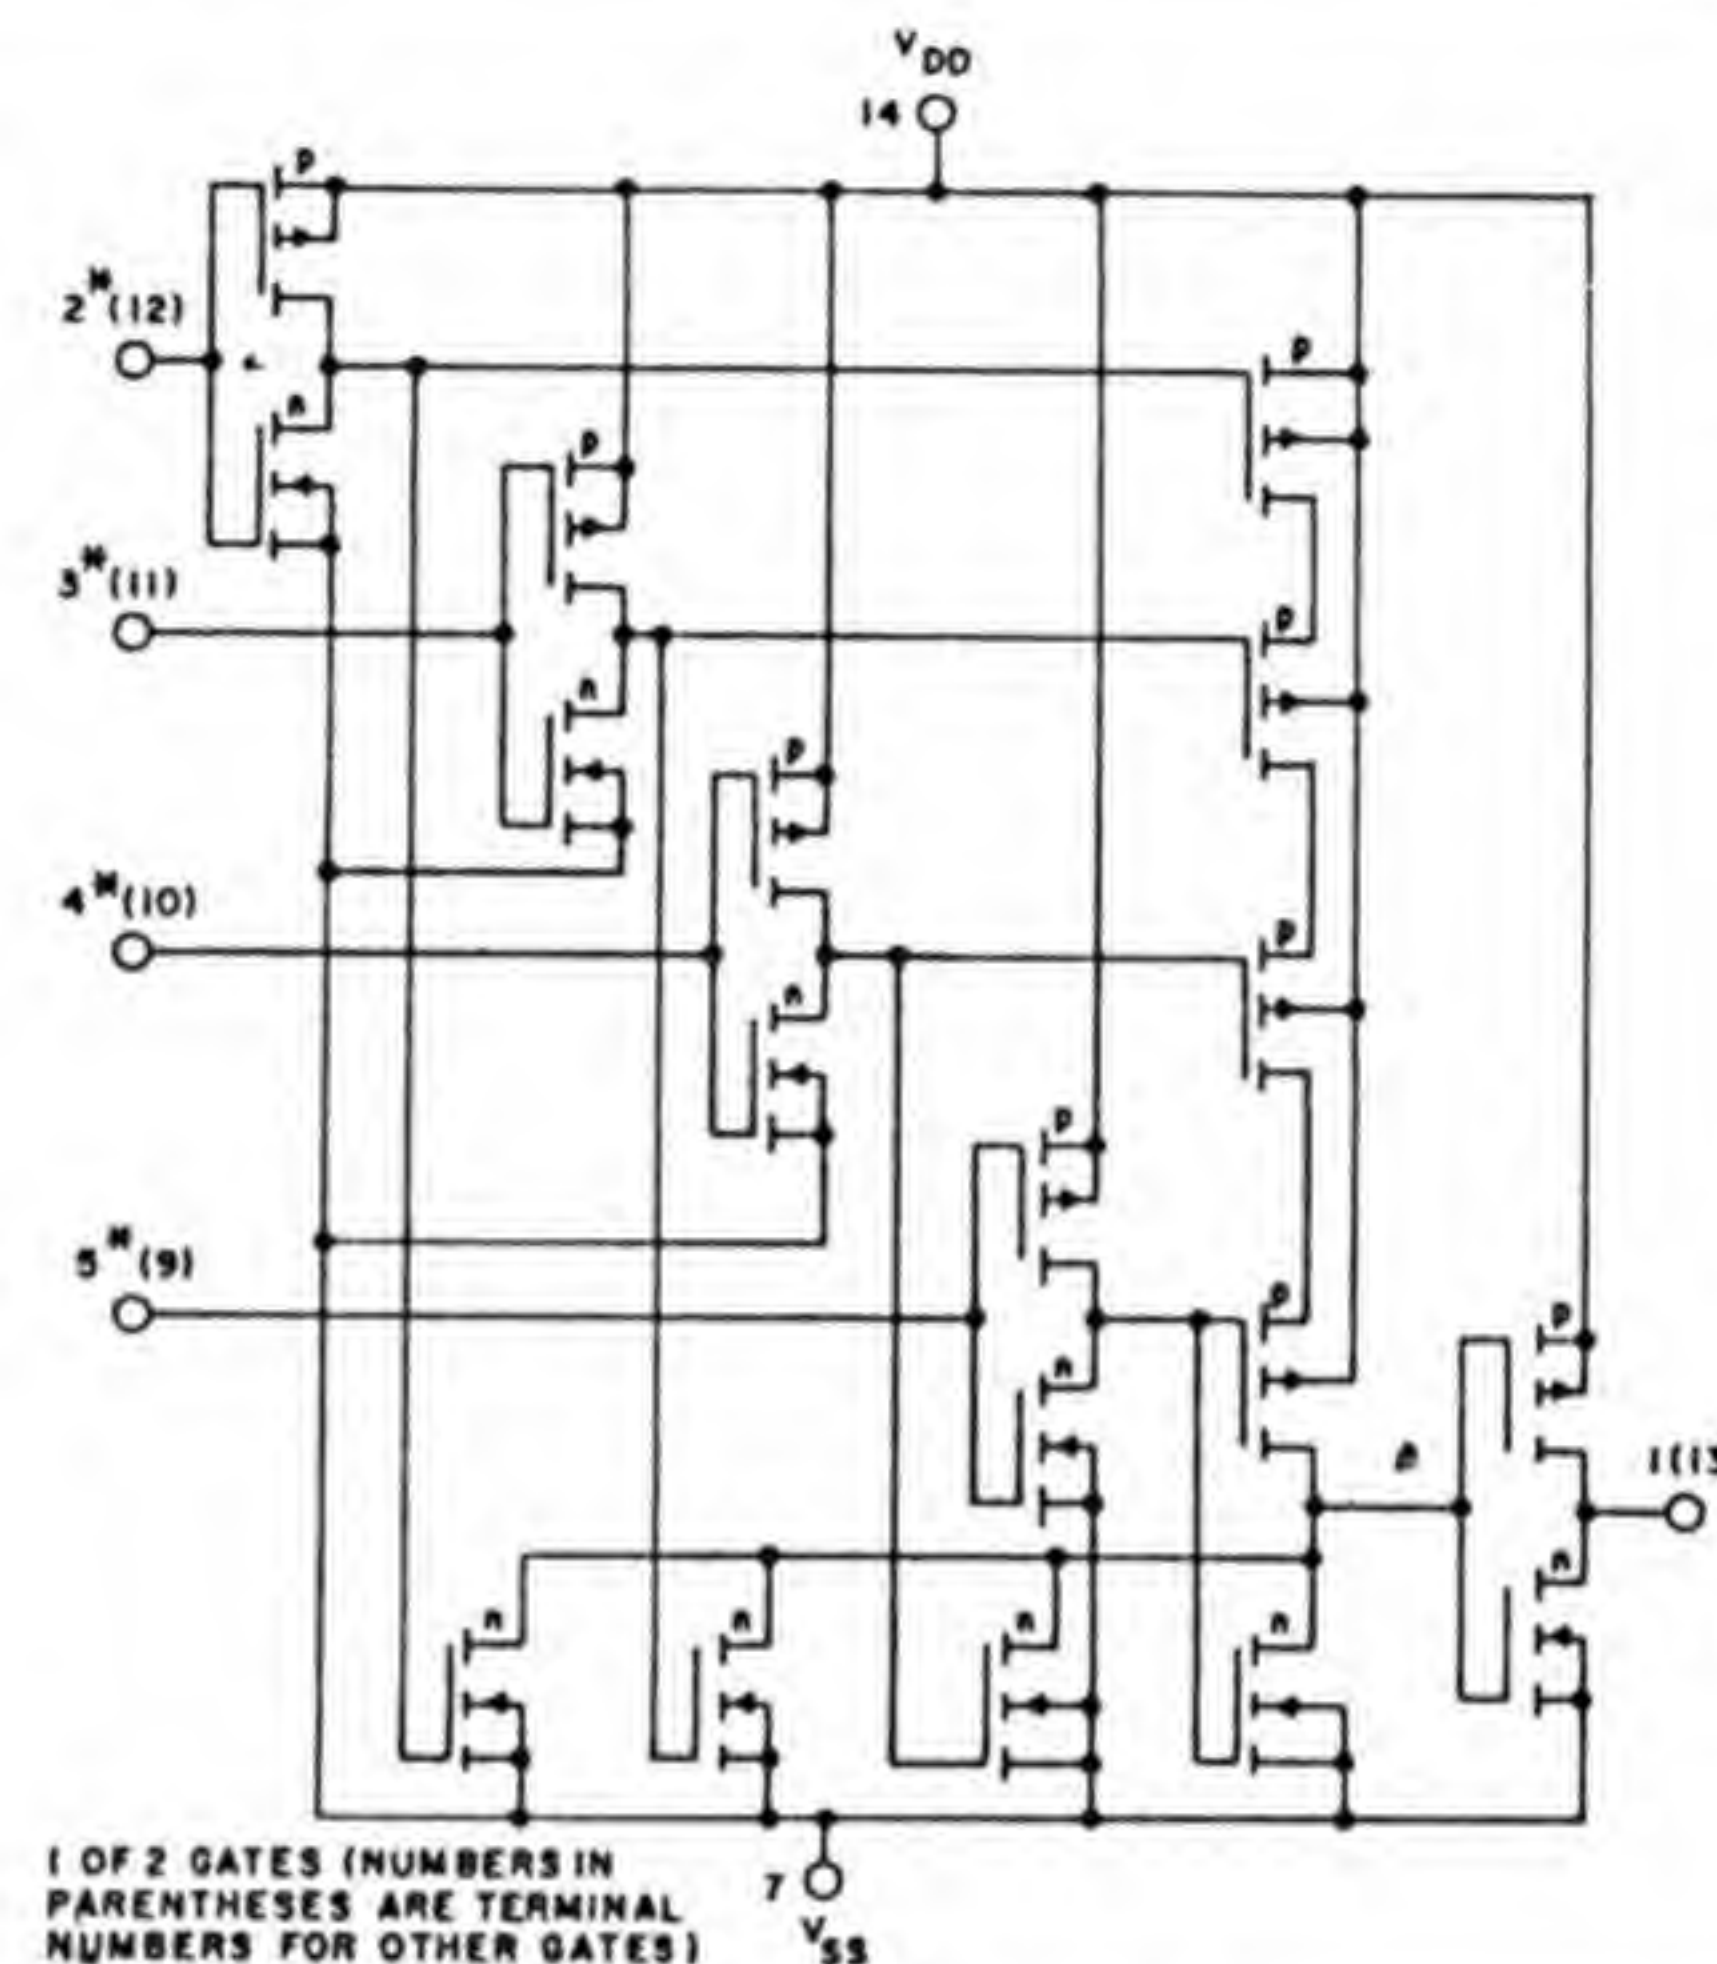 VDD
14
p
2*(12)
p
n
p
3*(11)
p
n
p
4*(10)
p
n
p
5*(9)
p
p
n
1(13
n
n
n
n
n
1 OF 2 GATES (NUMBERS IN
PARENTHESES ARE TERMINAL
NUMBERS FOR OTHER GATES)
7
VSS